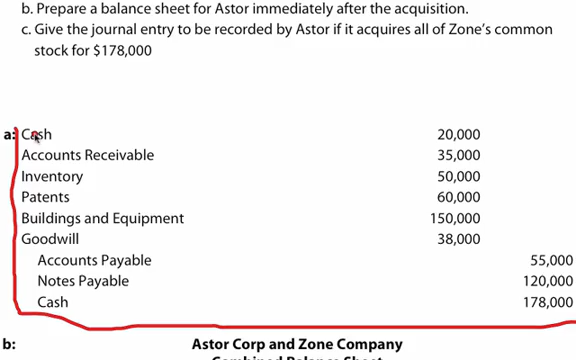 b. Prepare a balance sheet for Astor immediately after the acquisition.
c. Give the journal entry to be recorded by Astor if it acquires all of Zone's common
stock for $178,000
a: Cash 20,000
Accounts Receivable 35,000
Inventory 50,000
Patents 60,000
Buildings and Equipment 150,000
Goodwill 38,000
Accounts Payable 55,000
Notes Payable 120,000
Cash 178,000
b: Astor Corp and Zone Company
Combined Balance Sheet